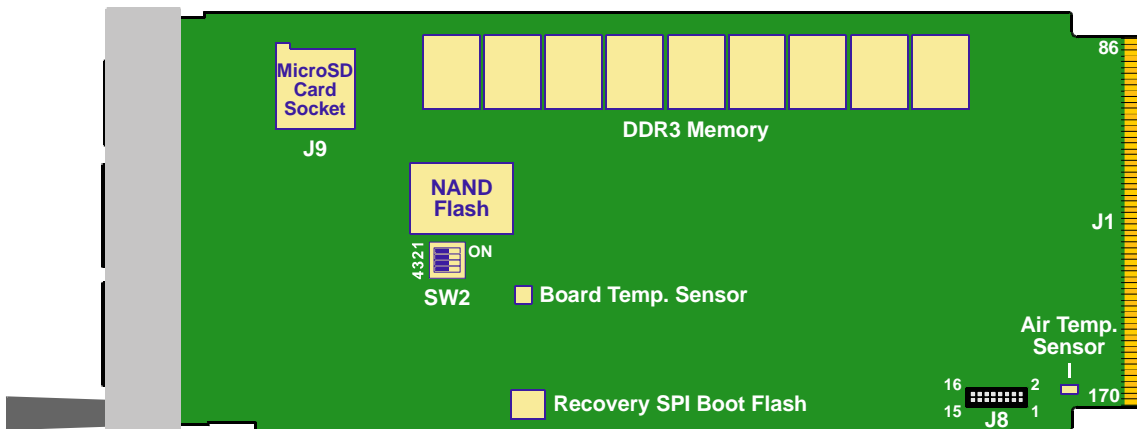 86
MicroSD
Card
Socket
J9
DDR3 Memory
NAND
Flash
J1
4321
ON
SW2
Board Temp. Sensor
Air Temp.
Sensor
16
2
170
Recovery SPI Boot Flash
15
1
J8